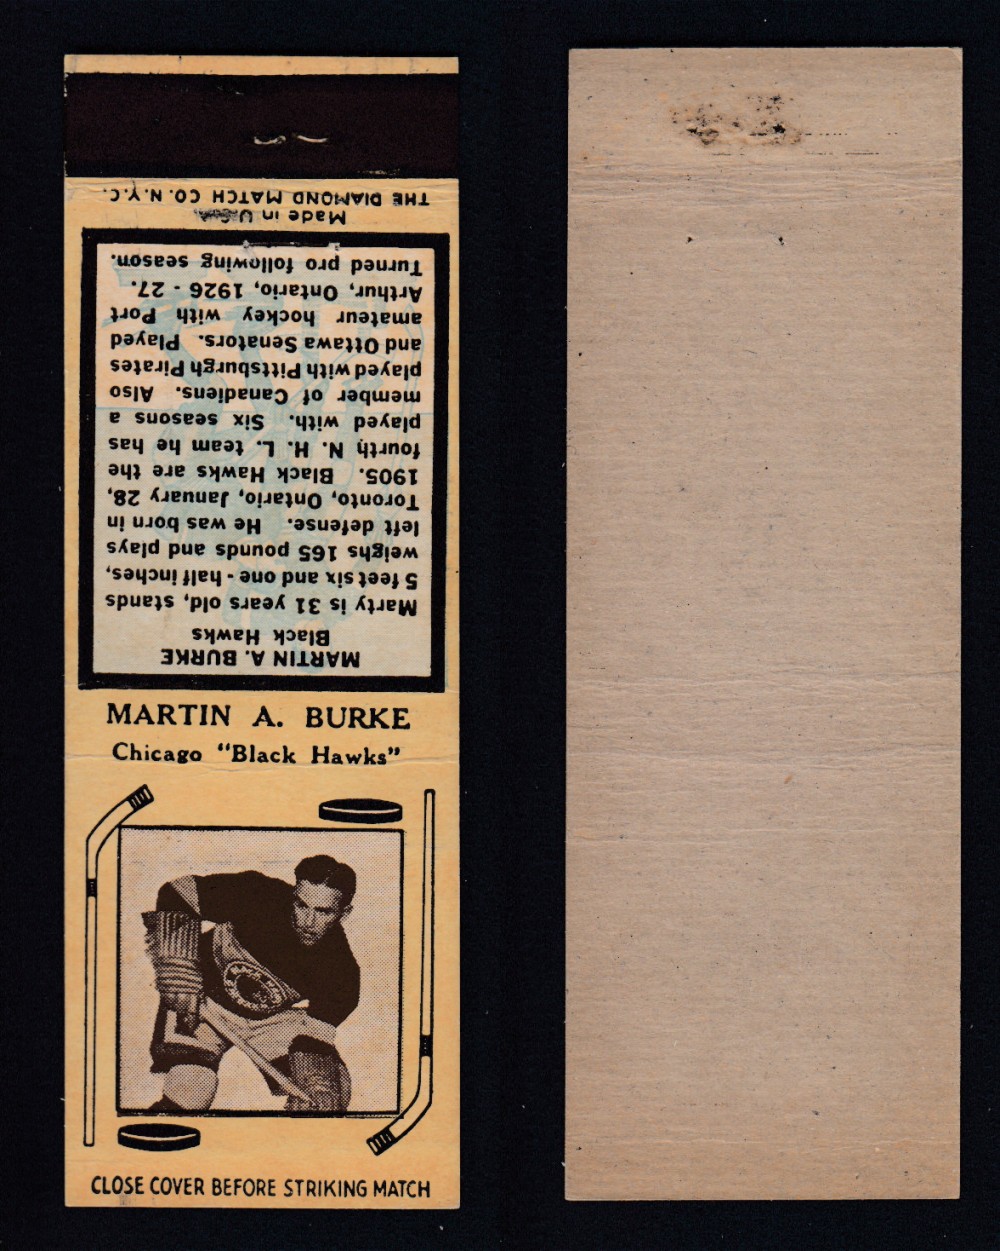 THE DIAMOND MATCH CO. N.Y.C.
Made in U.S.A.
MARTIN A. BURKE
Black Hawks
Marty is 31 years old, stands
5 feet six and one - half inches,
weighs 165 pounds and plays
left defense. He was born in
Toronto, Ontario, January 28,
1905. Black Hawks are the
fourth N. H. L. team he has
played with. Six seasons a
member of Canadiens. Also
played with Pittsburgh Pirates
and Ottawa Senators. Played
amateur hockey with Port
Arthur, Ontario, 1926 - 27.
Turned pro following season.
MARTIN A. BURKE
Chicago "Black Hawks"
CLOSE COVER BEFORE STRIKING MATCH